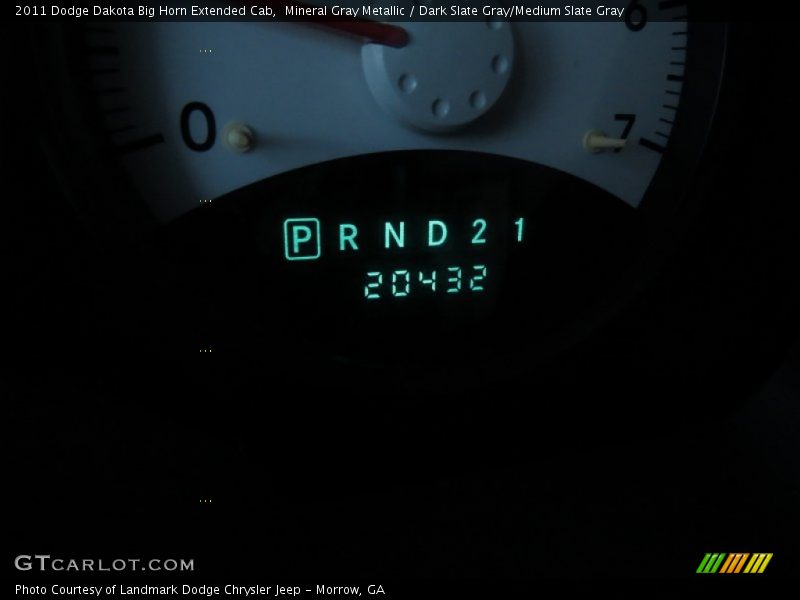 2011 Dodge Dakota Big Horn Extended Cab,  Mineral Gray Metallic / Dark Slate Gray/Medium Slate Gray
6
0
7
P R N D 2 1
20432
GTCARLOT.COM
Photo Courtesy of Landmark Dodge Chrysler Jeep - Morrow, GA